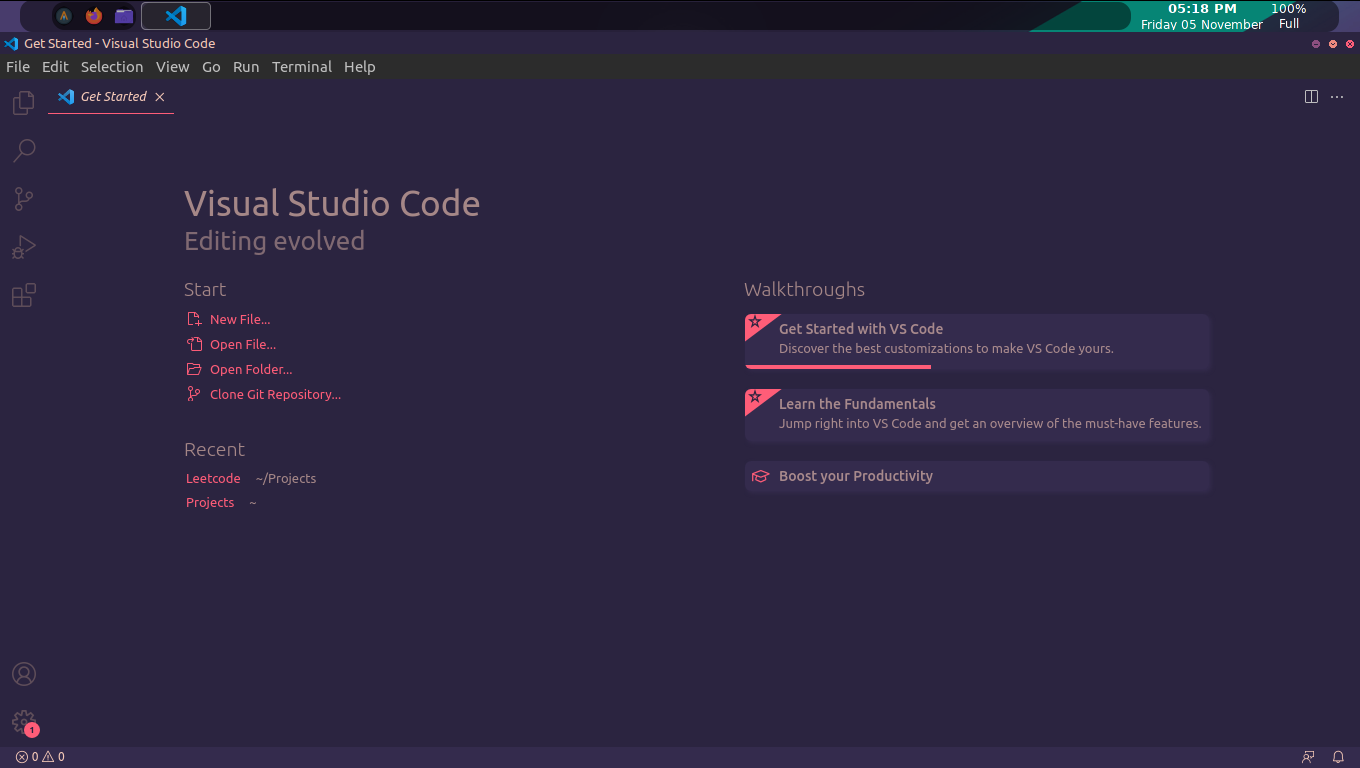 05:18 PM
Friday 05 November
100%
Full
Get Started - Visual Studio Code
File Edit Selection View Go Run Terminal Help
Get Started
Visual Studio Code
Editing evolved
Start
New File...
Open File...
Open Folder...
Clone Git Repository...
Recent
Leetcode ~/Projects
Projects ~
Walkthroughs
Get Started with VS Code
Discover the best customizations to make VS Code yours.
Learn the Fundamentals
Jump right into VS Code and get an overview of the must-have features.
Boost your Productivity
1
0 0